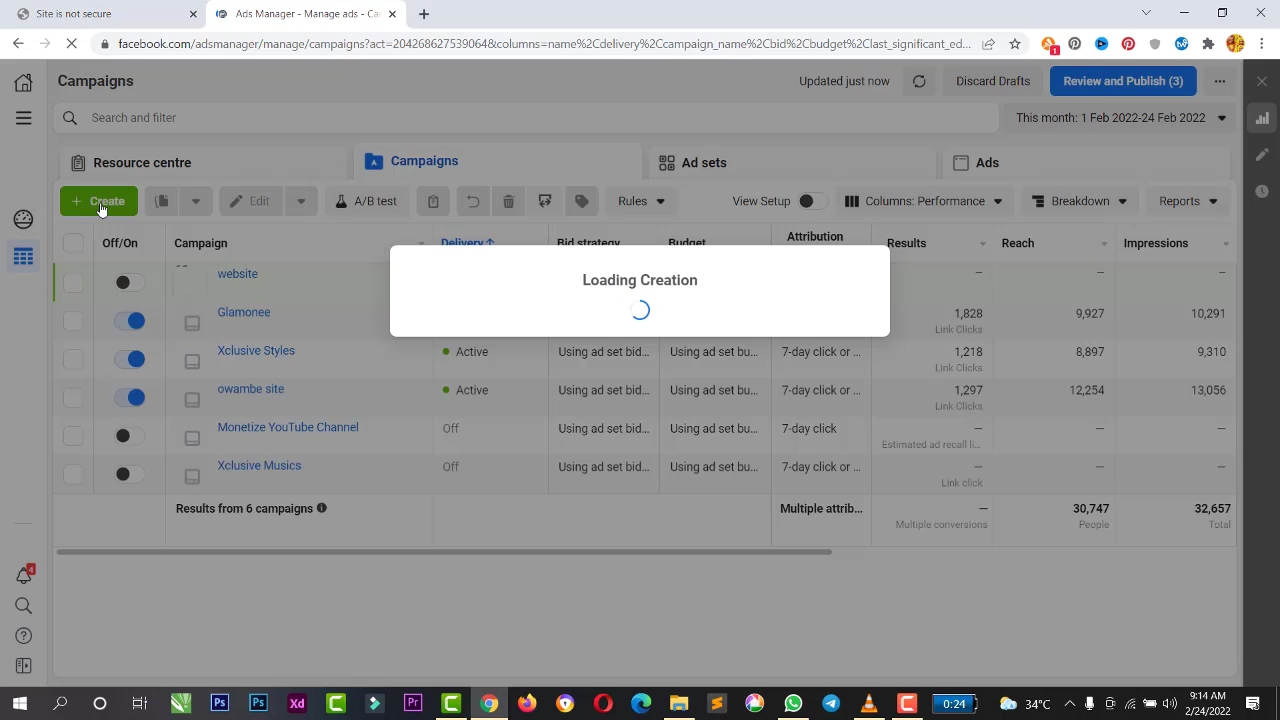 Site is not secure
Ads Manager - Manage ads - Ca
facebook.com/adsmanager/manage/campaigns?act=204286627539064&columns=name%2Cdelivery%2Ccampaign_name%2Cbid%2Cbudget%2Clast_significant_ed...
1
Campaigns
Updated just now
Discard Drafts
Review and Publish (3)
Search and filter
This month: 1 Feb 2022-24 Feb 2022
Resource centre
Campaigns
Ad sets
Ads
+ Create
Edit
A/B test
Rules
View Setup
Columns: Performance
Breakdown
Reports
Off/On
Campaign
Delivery ↑
Bid strategy
Budget
Attribution
Results
Reach
Impressions
website
—
—
—
Glamonee
1,828
9,927
10,291
Link Clicks
Xclusive Styles
Active
Using ad set bid...
Using ad set bu...
7-day click or ...
1,218
8,897
9,310
Link Clicks
owambe site
Active
Using ad set bid...
Using ad set bu...
7-day click or ...
1,297
12,254
13,056
Link Clicks
Monetize YouTube Channel
Off
Using ad set bid...
Using ad set bu...
7-day click
—
—
—
Estimated ad recall li...
Xclusive Musics
Off
Using ad set bid...
Using ad set bu...
7-day click or ...
—
—
—
Link click
Results from 6 campaigns
Multiple attrib...
—
30,747
32,657
Multiple conversions
People
Total
Loading Creation
4
0:24
34°C
9:14 AM
2/24/2022